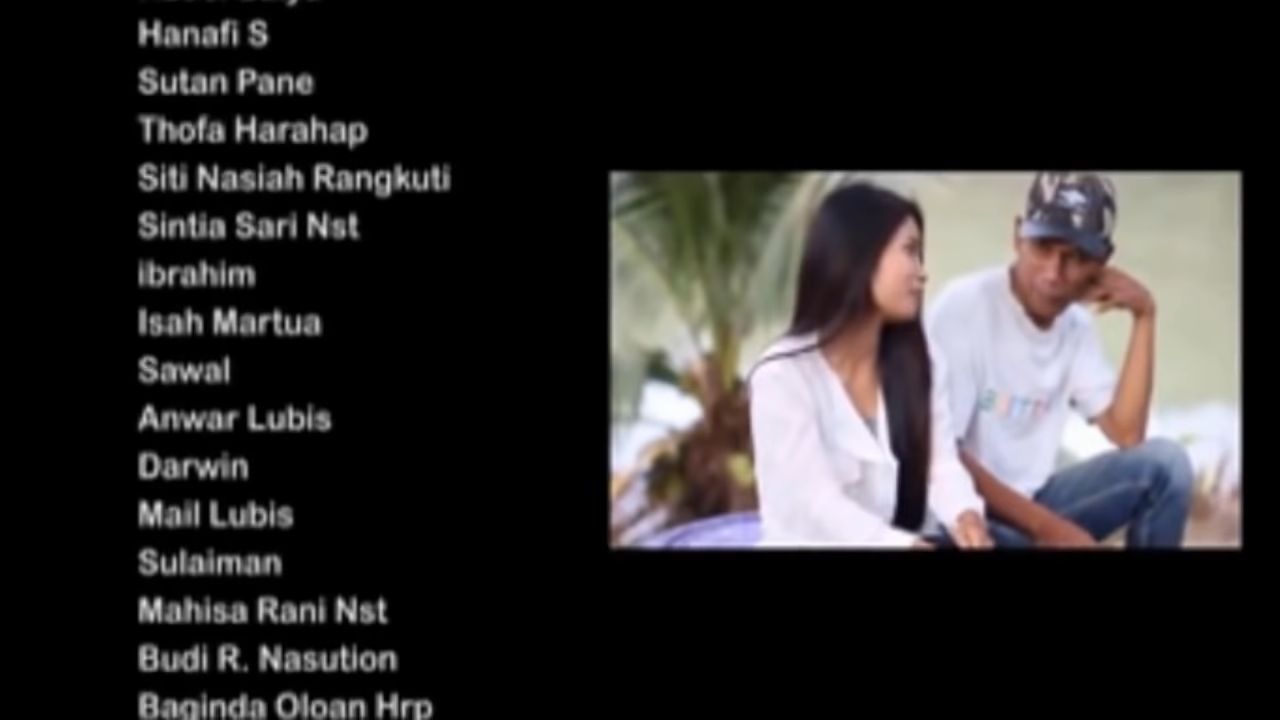 Hanafi S
Sutan Pane
Thofa Harahap
Siti Nasiah Rangkuti
Sintia Sari Nst
ibrahim
Isah Martua
Sawal
Anwar Lubis
Darwin
Mail Lubis
Sulaiman
Mahisa Rani Nst
Budi R. Nasution
Baginda Oloan Hrp